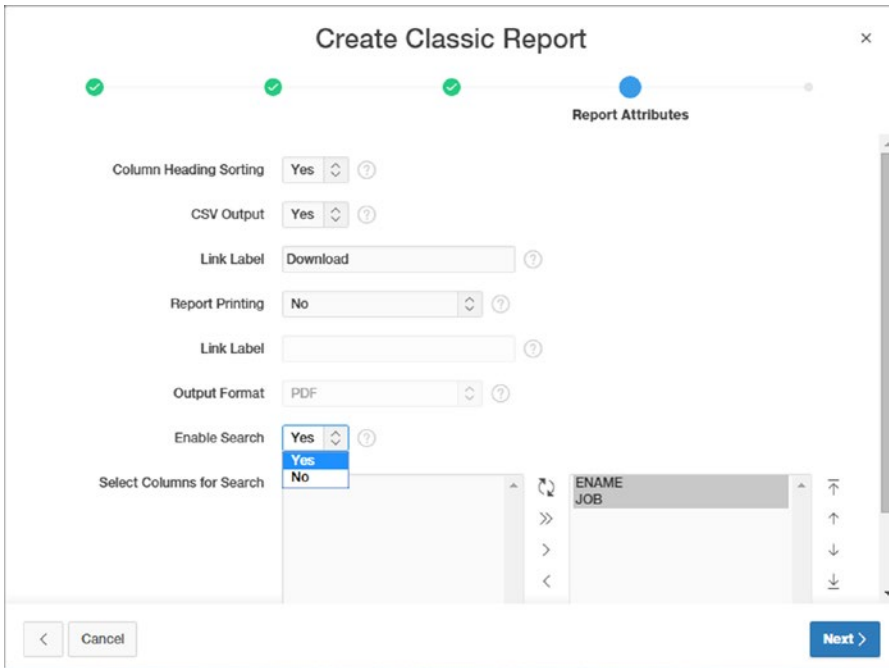 Create Classic Report
Report Attributes
Column Heading Sorting Yes
CSV Output Yes
Link Label Download
Report Printing No
Link Label
Output Format PDF
Enable Search Yes
Yes
No
Select Columns for Search
ENAME
JOB
Cancel
Next